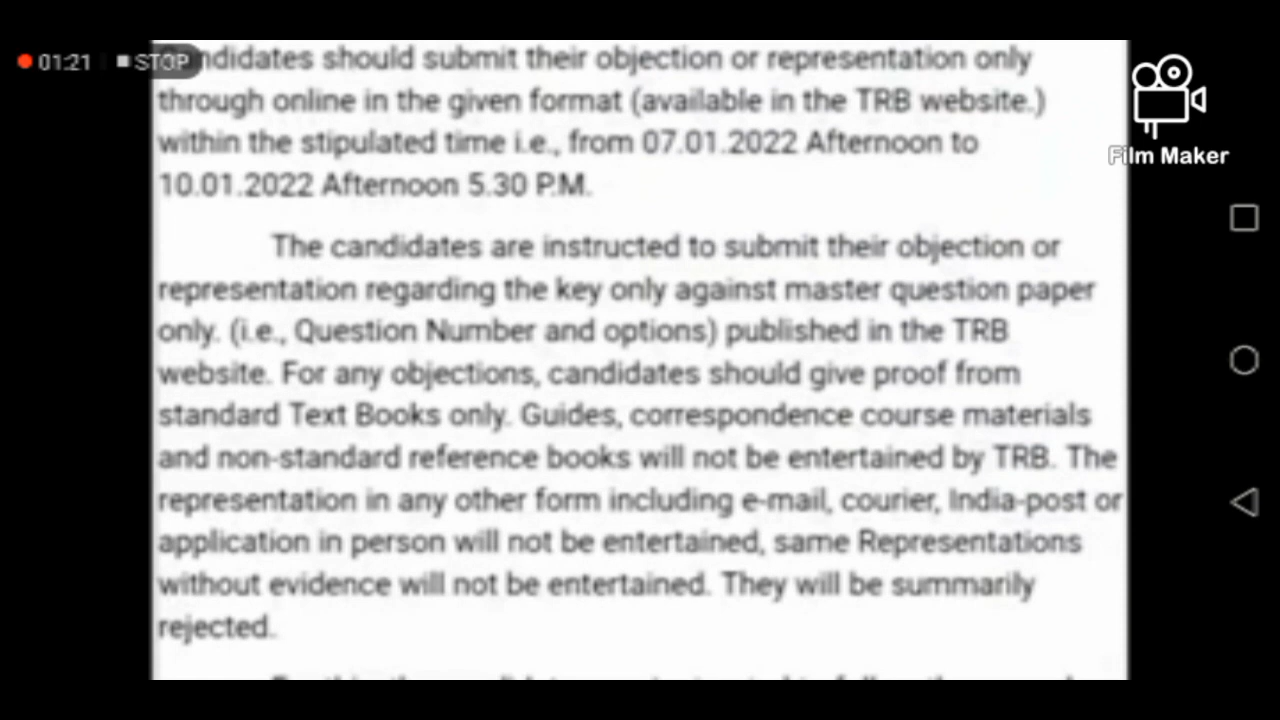 01:21 STOP
Candidates should submit their objection or representation only
through online in the given format (available in the TRB website.)
within the stipulated time i.e., from 07.01.2022 Afternoon to
10.01.2022 Afternoon 5.30 P.M.
The candidates are instructed to submit their objection or
representation regarding the key only against master question paper
only. (i.e., Question Number and options) published in the TRB
website. For any objections, candidates should give proof from
standard Text Books only. Guides, correspondence course materials
and non-standard reference books will not be entertained by TRB. The
representation in any other form including e-mail, courier, India-post or
application in person will not be entertained, same Representations
without evidence will not be entertained. They will be summarily
rejected.
Film Maker